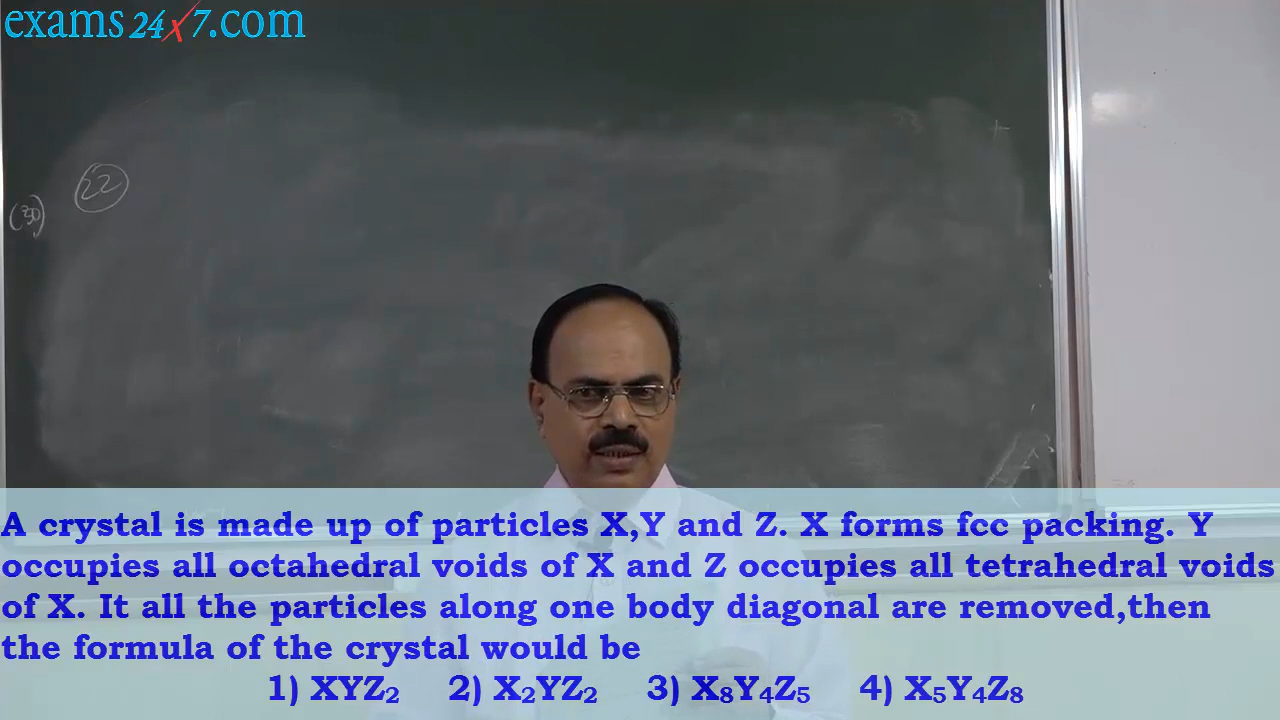 exams24x7.com
22
(30)
A crystal is made up of particles X,Y and Z. X forms fcc packing. Y
occupies all octahedral voids of X and Z occupies all tetrahedral voids
of X. It all the particles along one body diagonal are removed,then
the formula of the crystal would be
1) XYZ₂ 2) X₂YZ₂ 3) X₈Y₄Z₅ 4) X₅Y₄Z₈